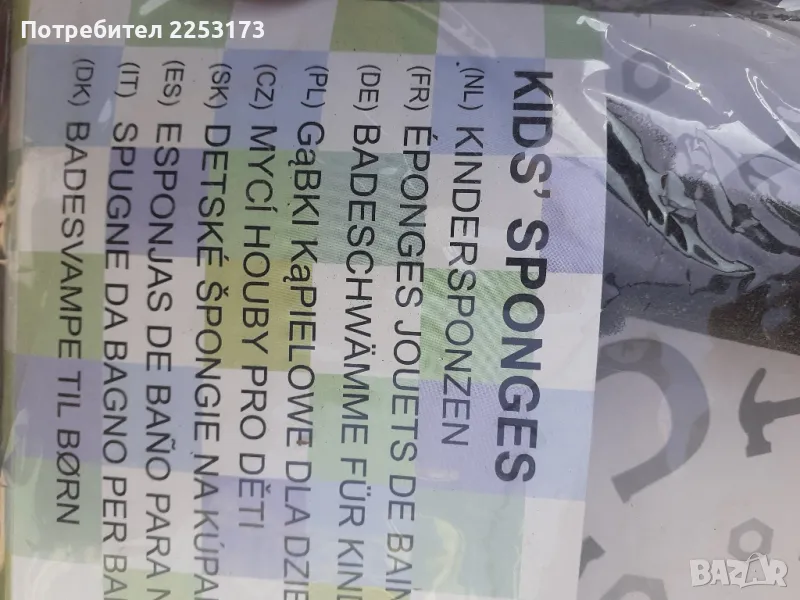 Потребител 2253173
KIDS' SPONGES
(NL) KINDERSPONZEN
(FR) ÉPONGES JOUETS DE BAIN
(DE) BADESCHWÄMME FÜR KIND
(PL) GąBKI KąPIELOWE DLA DZIE
(CZ) MYCÍ HOUBY PRO DĚTI
(SK) DETSKÉ ŠPONGIE NA KÚPA
(ES) ESPONJAS DE BAÑO PARA N
(IT) SPUGNE DA BAGNO PER BA
(DK) BADESVAMPE TIL BØRN
BAZAR